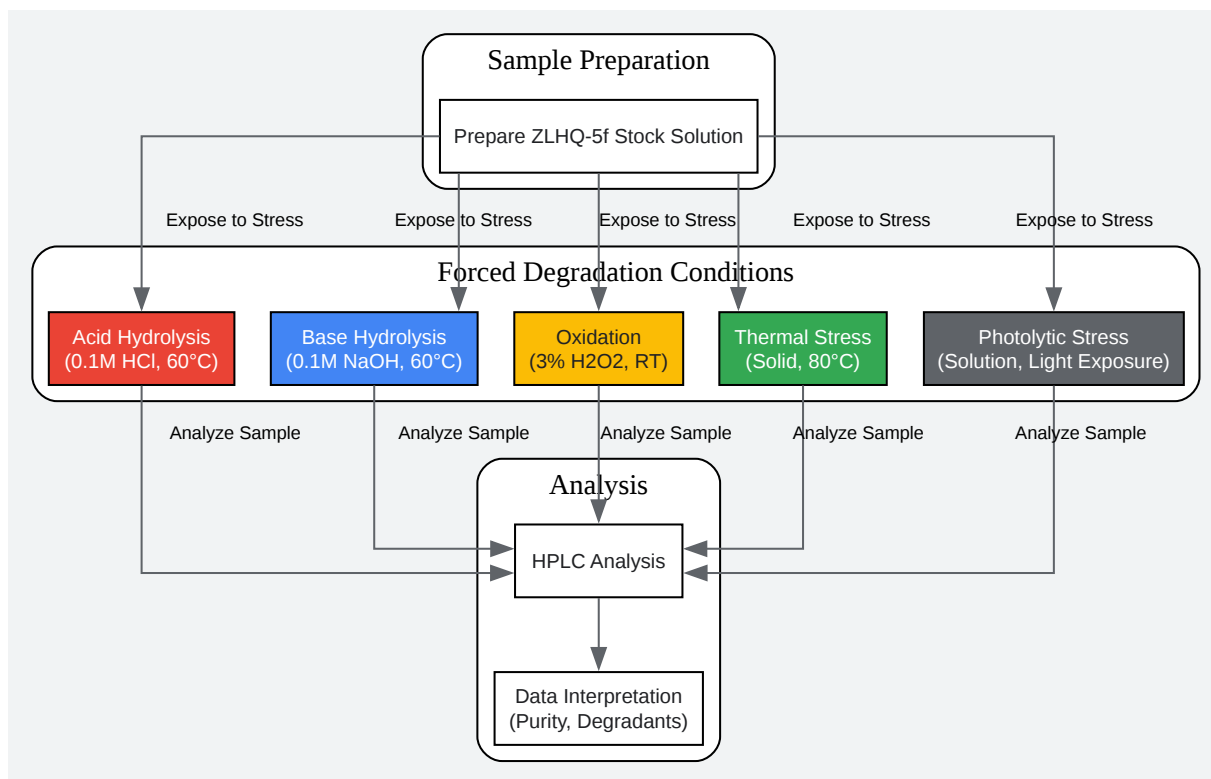 Sample Preparation
Prepare ZLHQ-5f Stock Solution
Expose to Stress
Expose to Stress
Expose to Stress
Expose to Stress
Expose to Stress
Forced Degradation Conditions
Acid Hydrolysis
(0.1M HCl, 60°C)
Base Hydrolysis
(0.1M NaOH, 60°C)
Oxidation
(3% H2O2, RT)
Thermal Stress
(Solid, 80°C)
Photolytic Stress
(Solution, Light Exposure)
Analyze Sample
Analyze Sample
Analyze Sample
Analyze Sample
Analyze Sample
Analysis
HPLC Analysis
Data Interpretation
(Purity, Degradants)